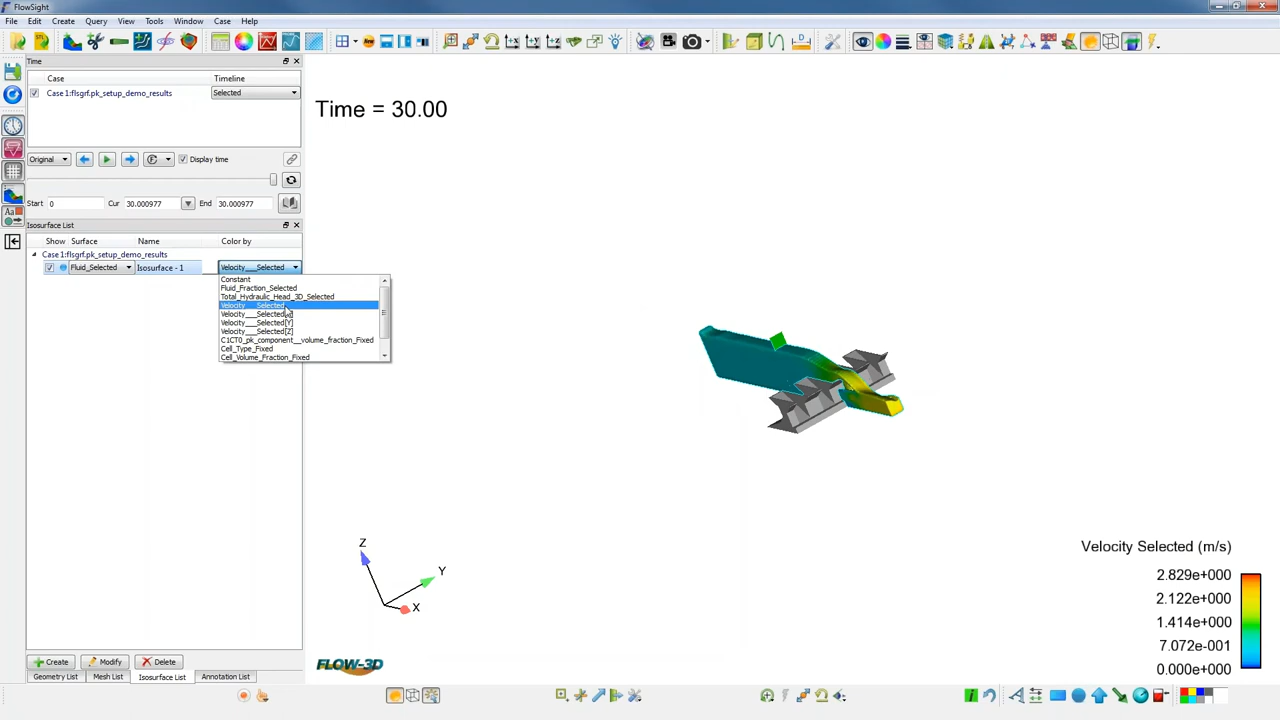 FlowSight
File Edit Create Query View Tools Window Case Help
Time
Case Timeline
Case 1:flsgrf.pk_setup_demo_results Selected
Original Display time
Start 0 Cur 30.000977 End 30.000977
Isosurface List
Show Surface Name Color by
Case 1:flsgrf.pk_setup_demo_results
Fluid_Selected Isosurface - 1 Velocity___Selected
Constant
Fluid_Fraction_Selected
Total_Hydraulic_Head_3D_Selected
Velocity___Selected
Velocity___Selected
Velocity___Selected[Y]
Velocity___Selected[Z]
C1CT0_pk_component__volume_fraction_Fixed
Cell_Type_Fixed
Cell_Volume_Fraction_Fixed
Create Modify Delete
Geometry List Mesh List Isosurface List Annotation List
Time = 30.00
Z
Y
X
FLOW-3D
Velocity Selected (m/s)
2.829e+000
2.122e+000
1.414e+000
7.072e-001
0.000e+000